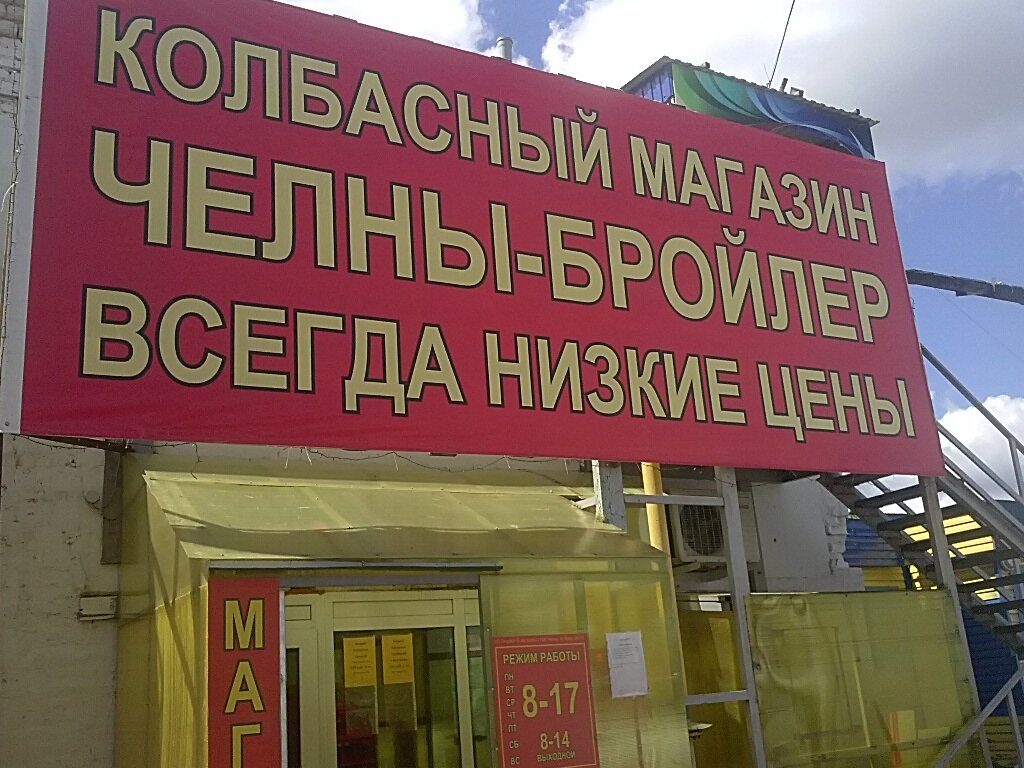 КОЛБАСНЫЙ МАГАЗИН
ЧЕЛНЫ-БРОЙЛЕР
ВСЕГДА НИЗКИЕ ЦЕНЫ
МАГ
РЕЖИМ РАБОТЫ
ПН
ВТ
СР 8-17
ЧТ
ПТ
СБ 8-14
ВС ВЫХОДНОЙ